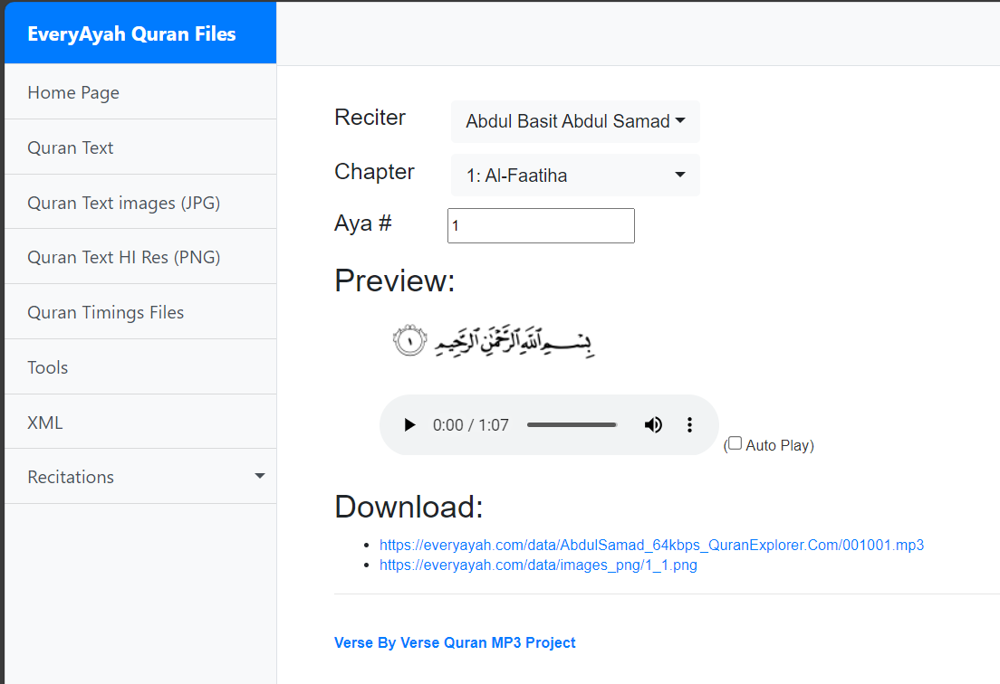 EveryAyah Quran Files
Home Page
Quran Text
Quran Text images (JPG)
Quran Text HI Res (PNG)
Quran Timings Files
Tools
XML
Recitations
Reciter Abdul Basit Abdul Samad
Chapter 1: Al-Faatiha
Aya # 1
Preview:
بِسْمِ ٱللَّهِ ٱلرَّحْمَٰنِ ٱلرَّحِيمِ ١
0:00 / 1:07
(Auto Play)
Download:
https://everyayah.com/data/AbdulSamad_64kbps_QuranExplorer.Com/001001.mp3
https://everyayah.com/data/images_png/1_1.png
Verse By Verse Quran MP3 Project